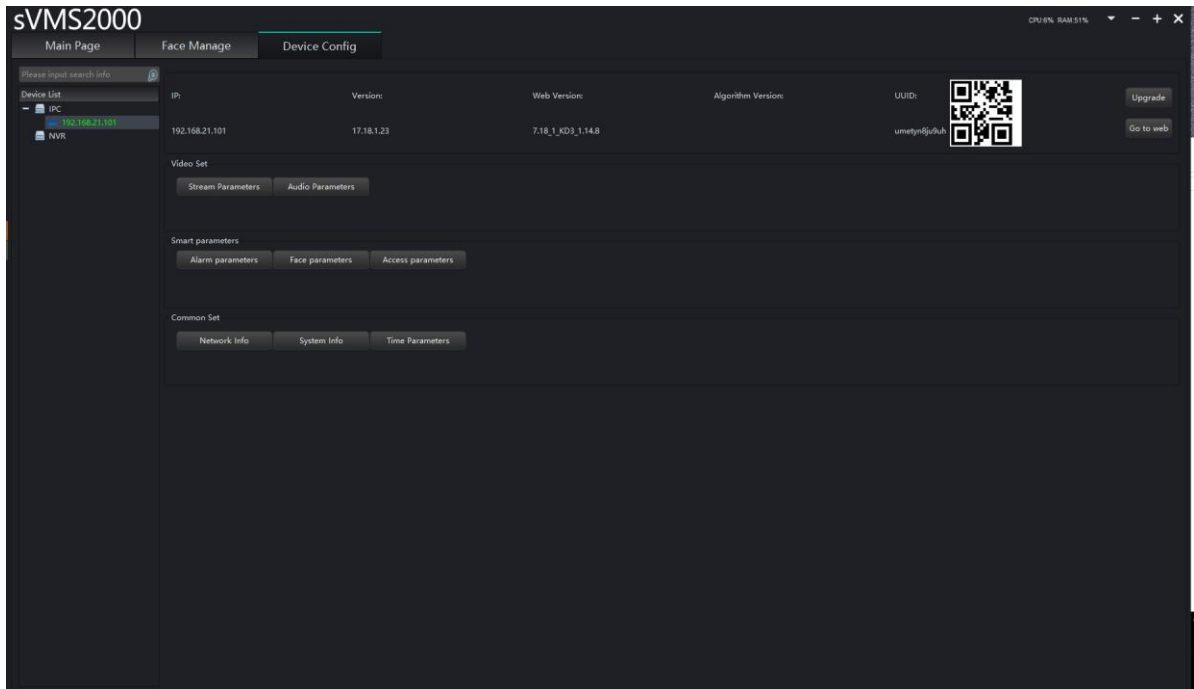 sVMS2000
CPU:6% RAM:51%
Main Page Face Manage Device Config
Please input search info
Device List
IPC
192.168.21.101
NVR
IP: Version: Web Version: Algorithm Version: UUID:
192.168.21.101 17.18.1.23 7.18_1_KD3_1.14.8 umetyn8ju9uh
Upgrade
Go to web
Video Set
Stream Parameters Audio Parameters
Smart parameters
Alarm parameters Face parameters Access parameters
Common Set
Network Info System Info Time Parameters